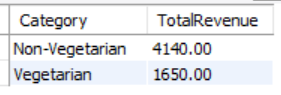 Category TotalRevenue
Non-Vegetarian 4140.00
Vegetarian 1650.00